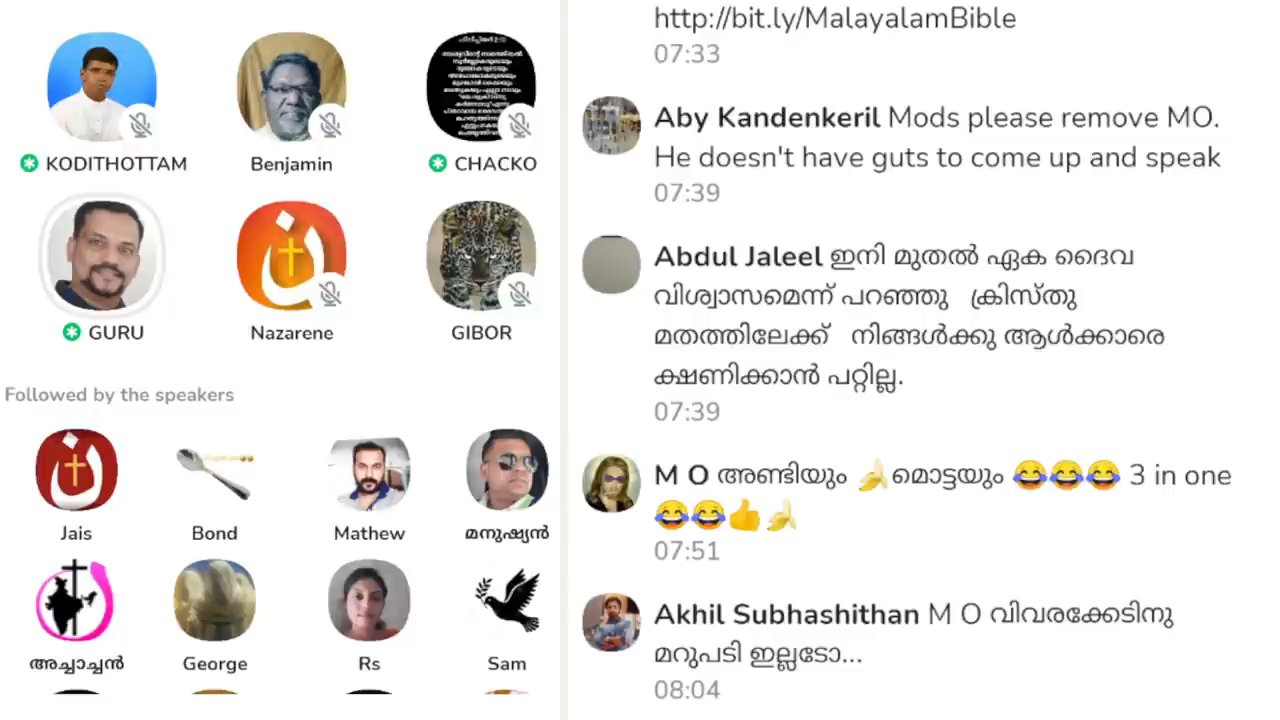 KODITHOTTAM Benjamin CHACKO
GURU Nazarene GIBOR
Followed by the speakers
Jais Bond Mathew മനുഷ്യൻ
അച്ചാച്ചൻ George Rs Sam
http://bit.ly/MalayalamBible
07:33
Aby Kandenkeril Mods please remove MO.
He doesn't have guts to come up and speak
07:39
Abdul Jaleel ഇനി മുതൽ ഏക ദൈവ
വിശ്വാസമെന്ന് പറഞ്ഞു ക്രിസ്തു
മതത്തിലേക്ക് നിങ്ങൾക്കു ആൾക്കാരെ
ക്ഷണിക്കാൻ പറ്റില്ല.
07:39
M O അണ്ടിയും 🍌മൊട്ടയും 😂😂😂 3 in one
😂😂👍🍌
07:51
Akhil Subhashithan M O വിവരക്കേടിനു
മറുപടി ഇല്ലടോ...
08:04